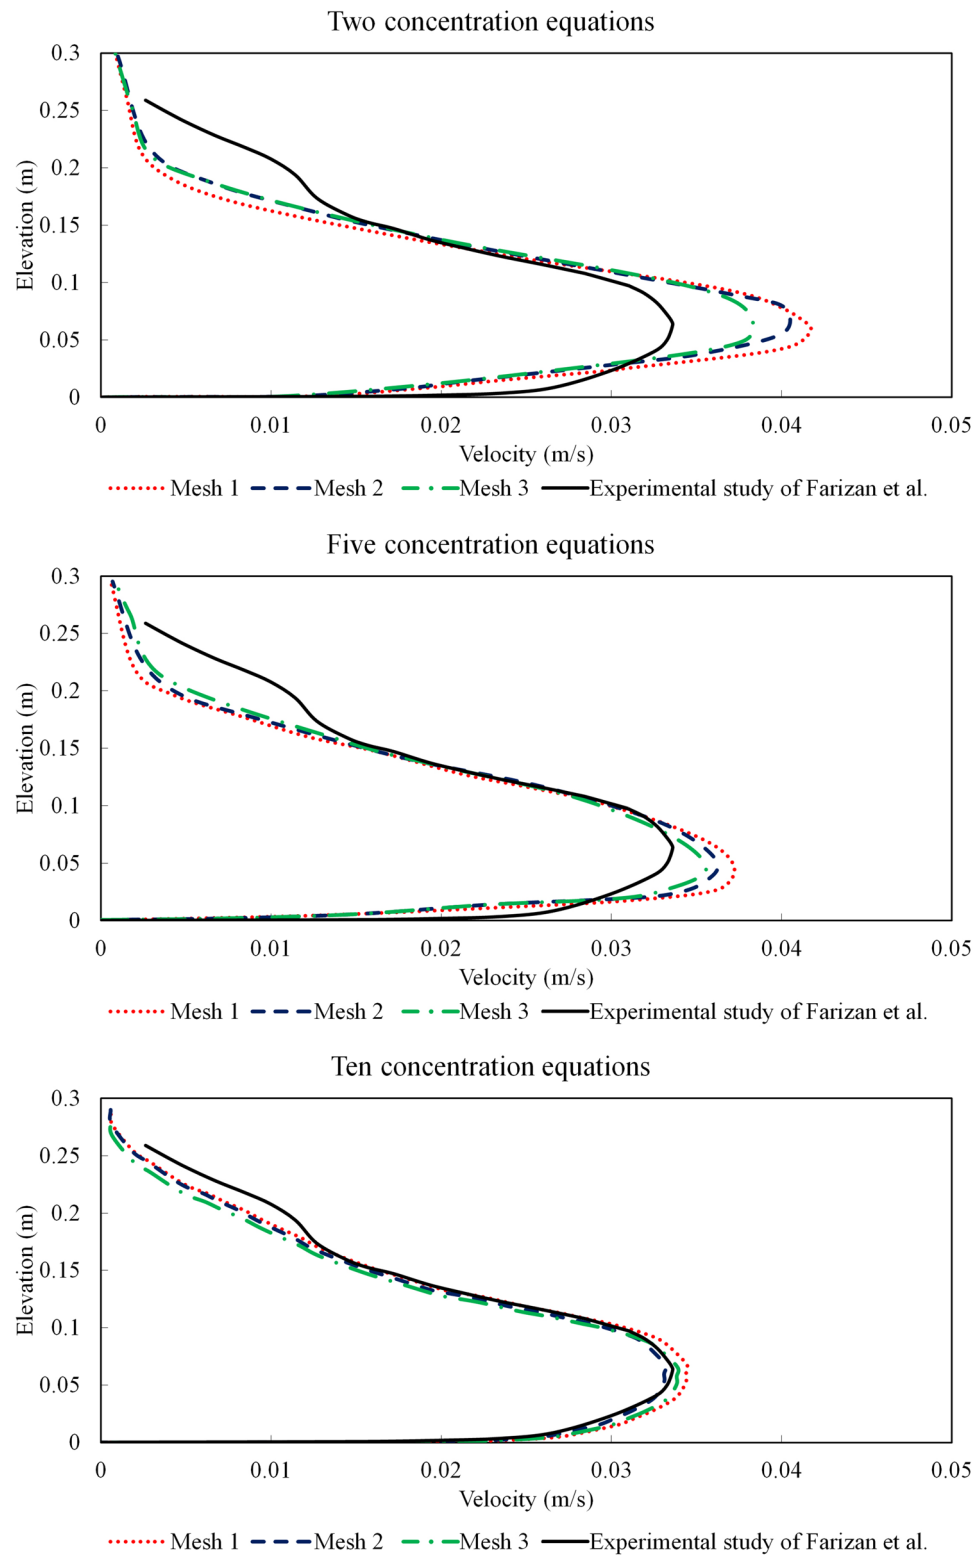 Two concentration equations
0.3
0.25
0.2
0.15
0.1
0.05
0
Elevation (m)
0 0.01 0.02 0.03 0.04 0.05
Velocity (m/s)
Mesh 1 Mesh 2 Mesh 3 Experimental study of Farizan et al.
Five concentration equations
0.3
0.25
0.2
0.15
0.1
0.05
0
Elevation (m)
0 0.01 0.02 0.03 0.04 0.05
Velocity (m/s)
Mesh 1 Mesh 2 Mesh 3 Experimental study of Farizan et al.
Ten concentration equations
0.3
0.25
0.2
0.15
0.1
0.05
0
Elevation (m)
0 0.01 0.02 0.03 0.04 0.05
Velocity (m/s)
Mesh 1 Mesh 2 Mesh 3 Experimental study of Farizan et al.